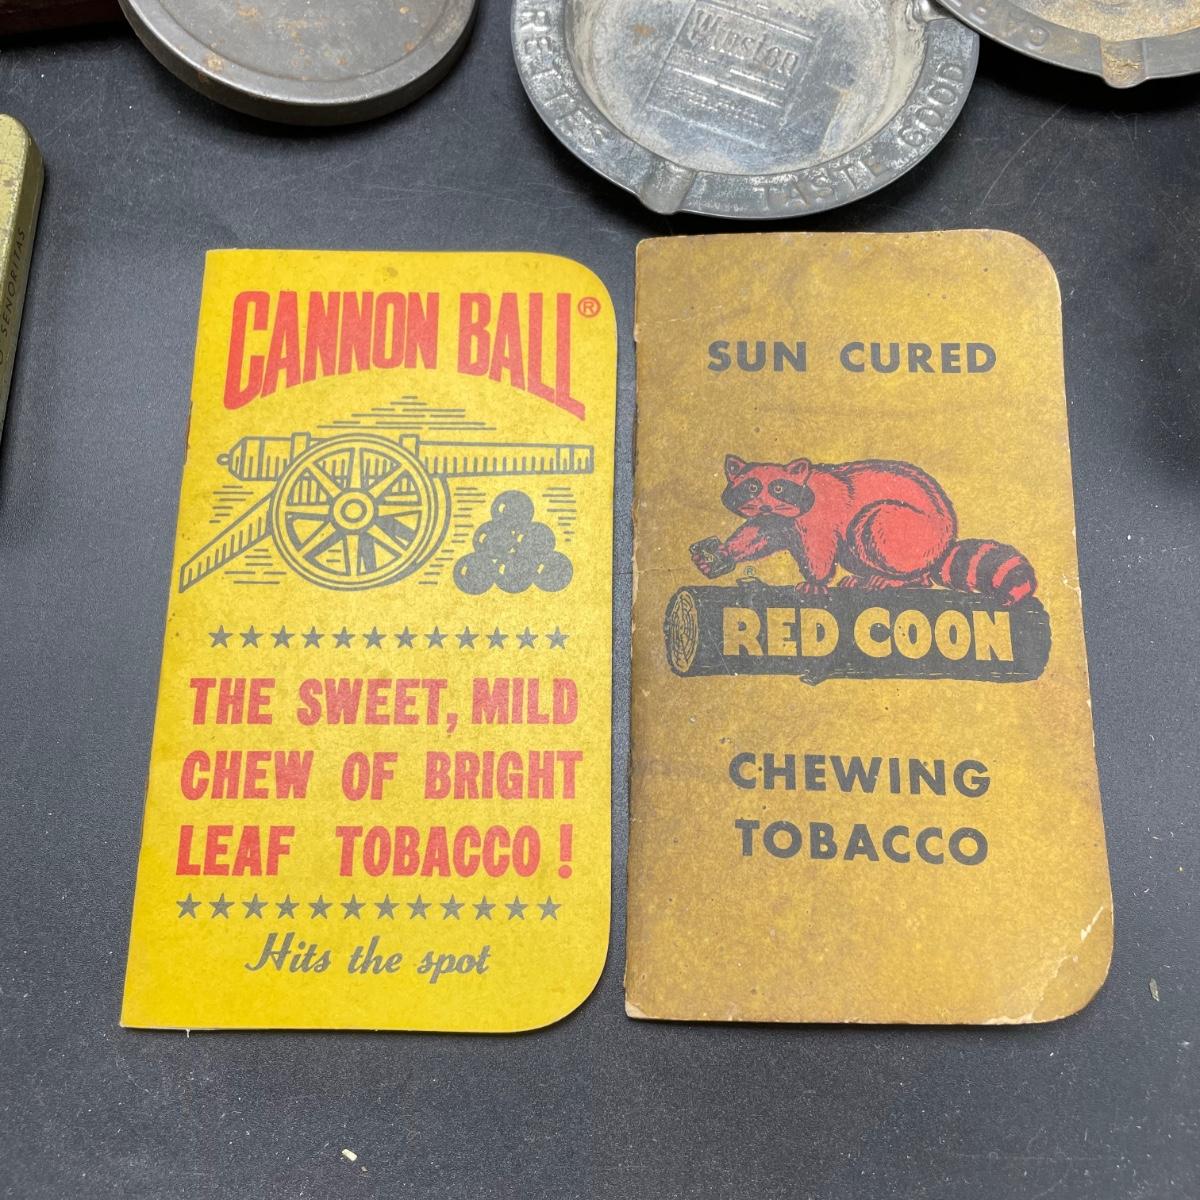 Winston
TASTE GOOD
SENORITAS
CANNON BALL®
THE SWEET, MILD
CHEW OF BRIGHT
LEAF TOBACCO!
Hits the spot
SUN CURED
®
RED COON
CHEWING
TOBACCO